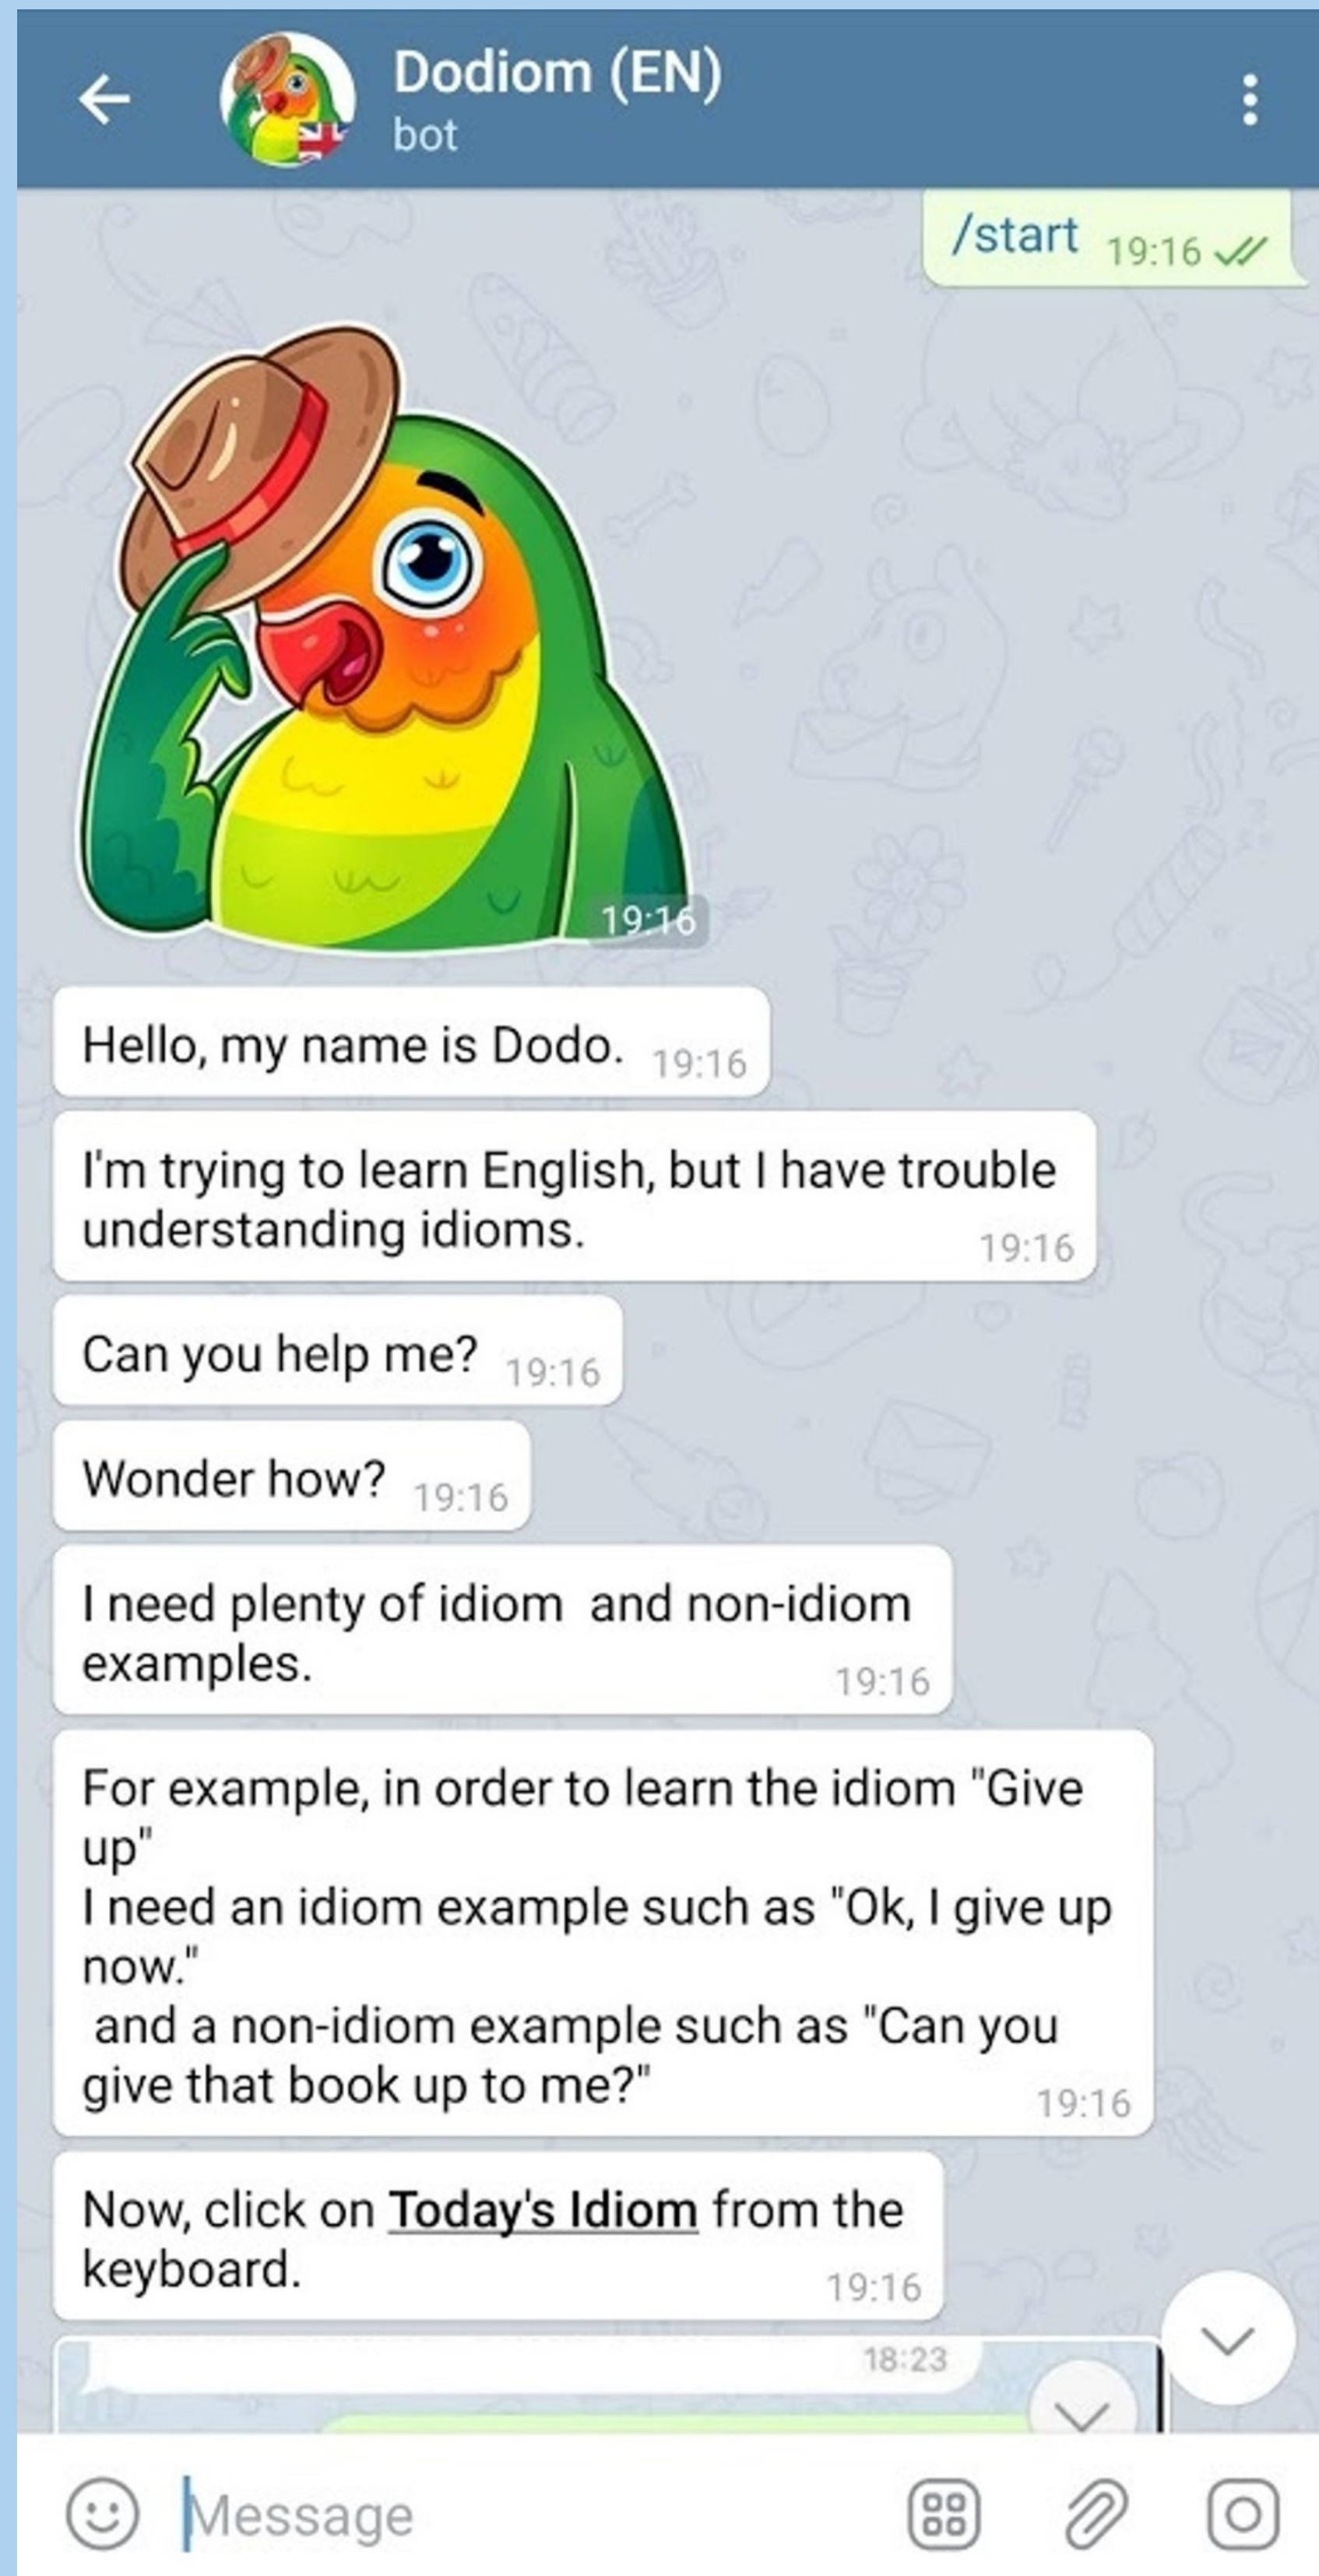 Dodiom (EN)
bot
/start 19:16
19:16
Hello, my name is Dodo. 19:16
I'm trying to learn English, but I have trouble
understanding idioms. 19:16
Can you help me? 19:16
Wonder how? 19:16
I need plenty of idiom  and non-idiom
examples. 19:16
For example, in order to learn the idiom "Give
up"
I need an idiom example such as "Ok, I give up
now."
and a non-idiom example such as "Can you
give that book up to me?" 19:16
Now, click on Today's Idiom from the
keyboard. 19:16
18:23
Message